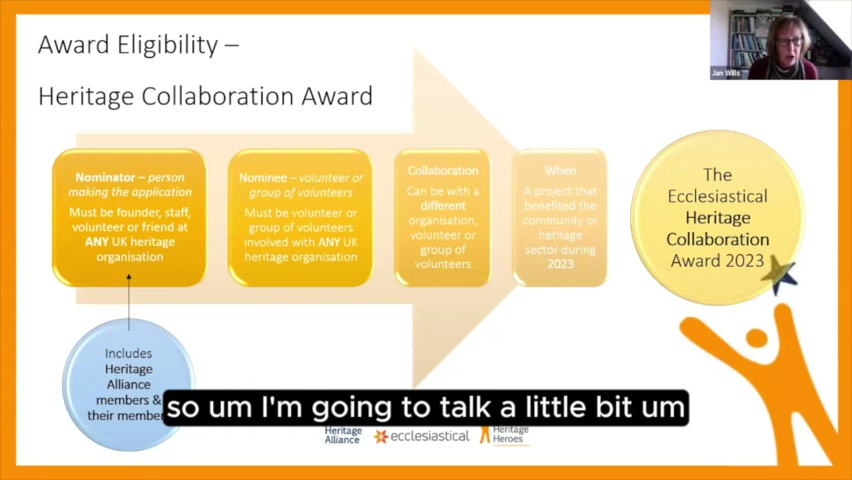 Award Eligibility –
Heritage Collaboration Award
Jan Wills
Nominator – person
making the application
Must be founder, staff,
volunteer or friend at
ANY UK heritage
organisation
Nominee – volunteer or
group of volunteers
Must be volunteer or
group of volunteers
involved with ANY UK
heritage organisation
Collaboration
Can be with a
different
organisation,
volunteer or
group of
volunteers
When
A project that
benefited the
community or
heritage
sector during
2023
The
Ecclesiastical
Heritage
Collaboration
Award 2023
Includes
Heritage
Alliance
members &
their member
so um I'm going to talk a little bit um
Heritage
Alliance
ecclesiastical
Heritage
Heroes